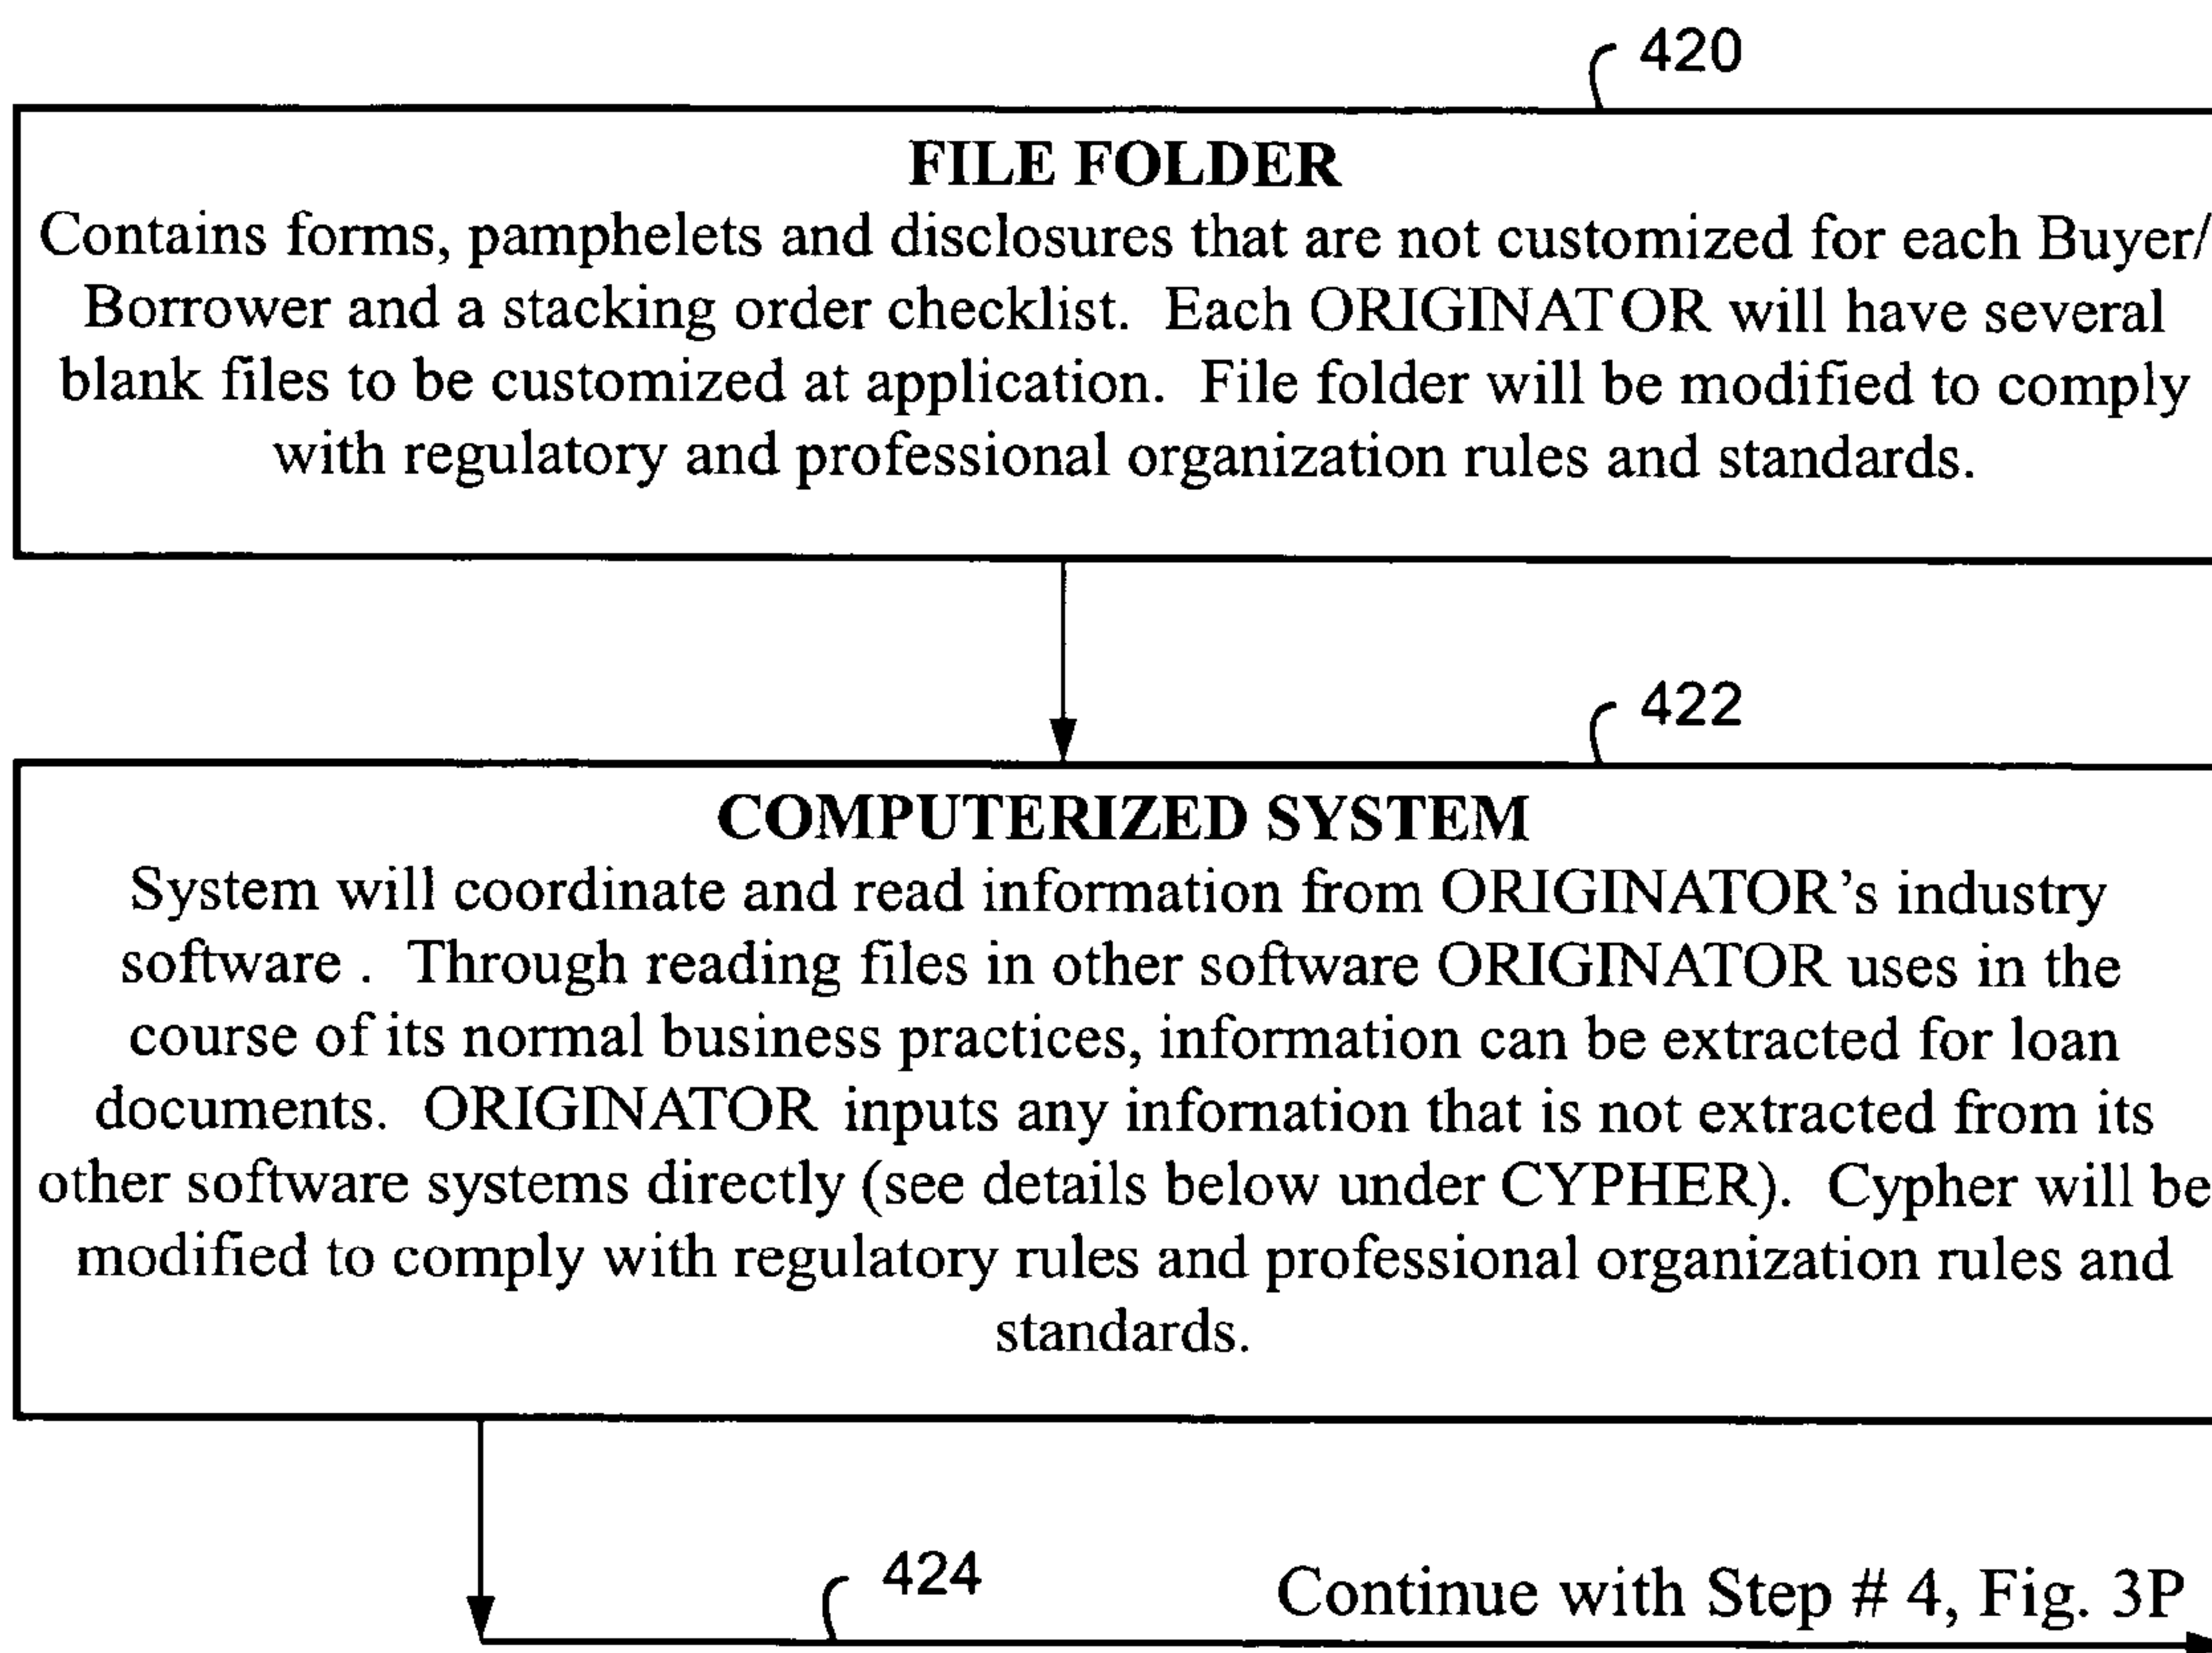 420
FILE FOLDER
Contains forms, pamphelets and disclosures that are not customized for each Buyer/
Borrower and a stacking order checklist. Each ORIGINATOR will have several
blank files to be customized at application. File folder will be modified to comply
with regulatory and professional organization rules and standards.
422
COMPUTERIZED SYSTEM
System will coordinate and read information from ORIGINATOR's industry
software . Through reading files in other software ORIGINATOR uses in the
course of its normal business practices, information can be extracted for loan
documents. ORIGINATOR inputs any infomation that is not extracted from its
other software systems directly (see details below under CYPHER). Cypher will be
modified to comply with regulatory rules and professional organization rules and
standards.
424
Continue with Step # 4, Fig. 3P